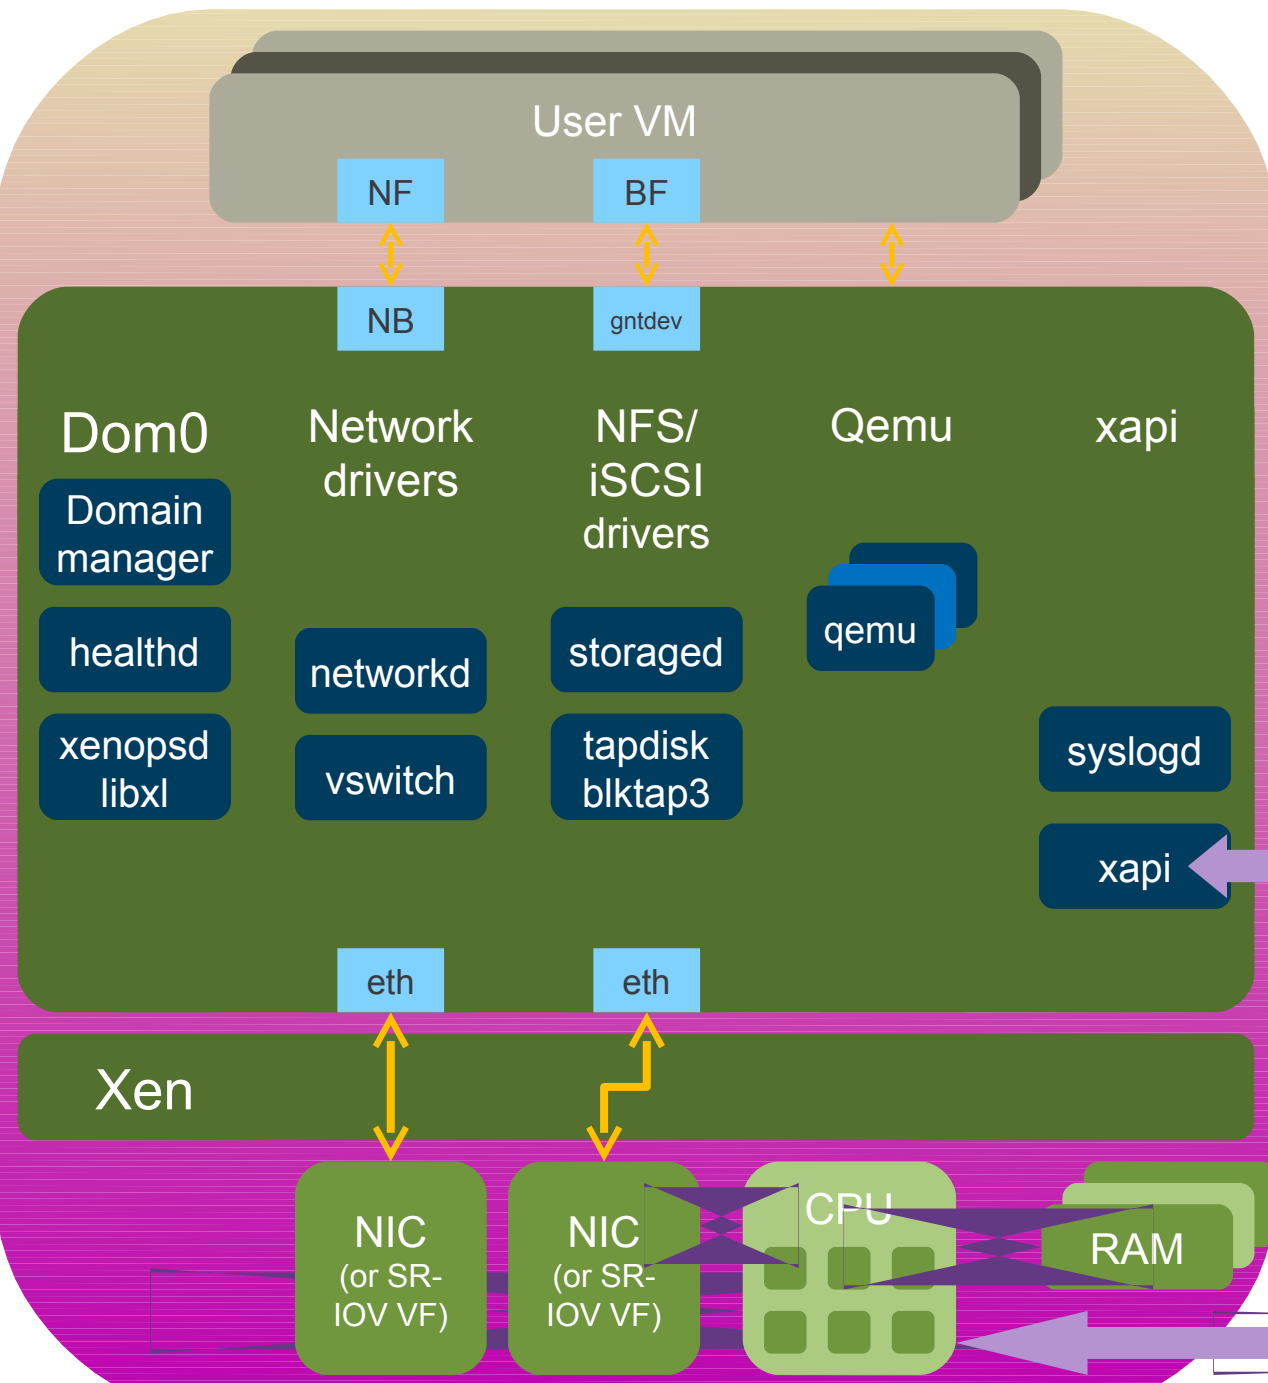 User VM
NF
BF
NB
gntdev
Dom0
Network
drivers
NFS/
iSCSI
drivers
Qemu
xapi
Domain
manager
healthd
xenopsd
libxl
networkd
vswitch
storaged
tapdisk
blktap3
qemu
syslogd
xapi
eth
eth
Xen
NIC
(or SR-
IOV VF)
NIC
(or SR-
IOV VF)
CPU
RAM